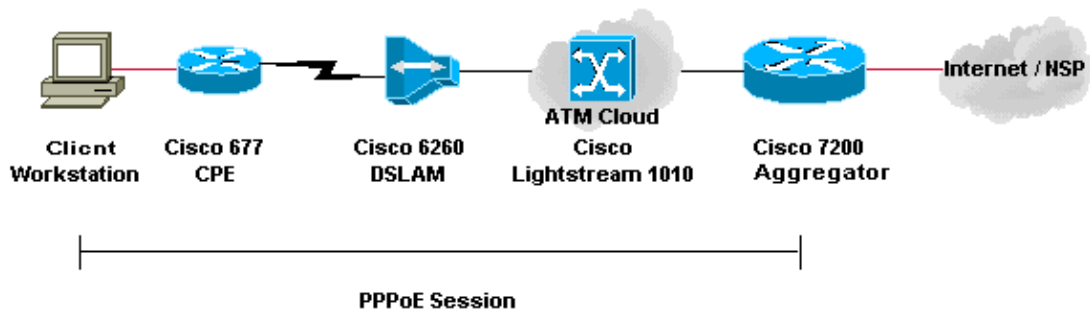 Internet / NSP
ATM Cloud
Client
Workstation
Cisco 677
CPE
Cisco 6260
DSLAM
Cisco
Lightstream 1010
Cisco 7200
Aggregator
PPPoE Session